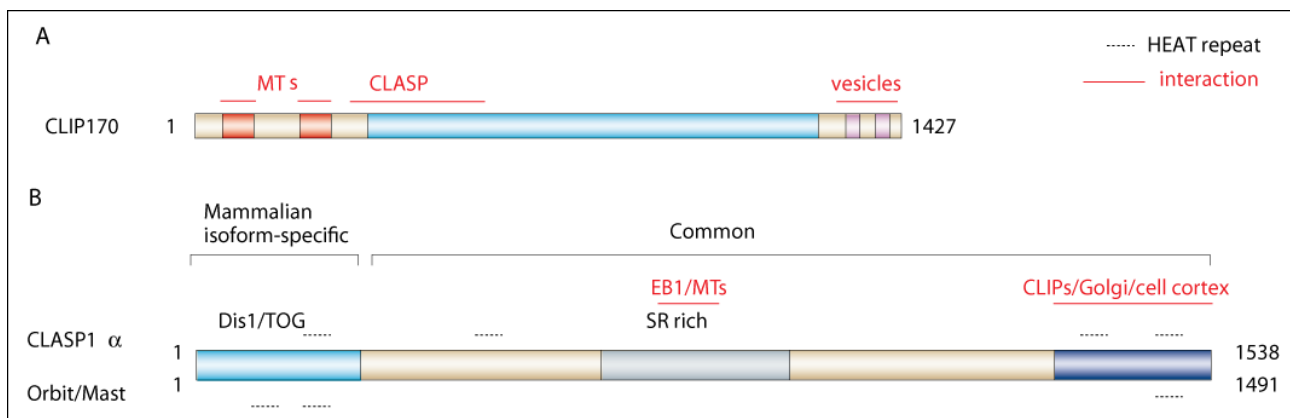 A
HEAT repeat
MT s
CLASP
vesicles
interaction
CLIP170
1
1427
B
Mammalian
isoform-specific
Common
EB1/MTs
CLIPs/Golgi/cell cortex
Dis1/TOG
SR rich
CLASP1 α
1
1538
1
1491
Orbit/Mast